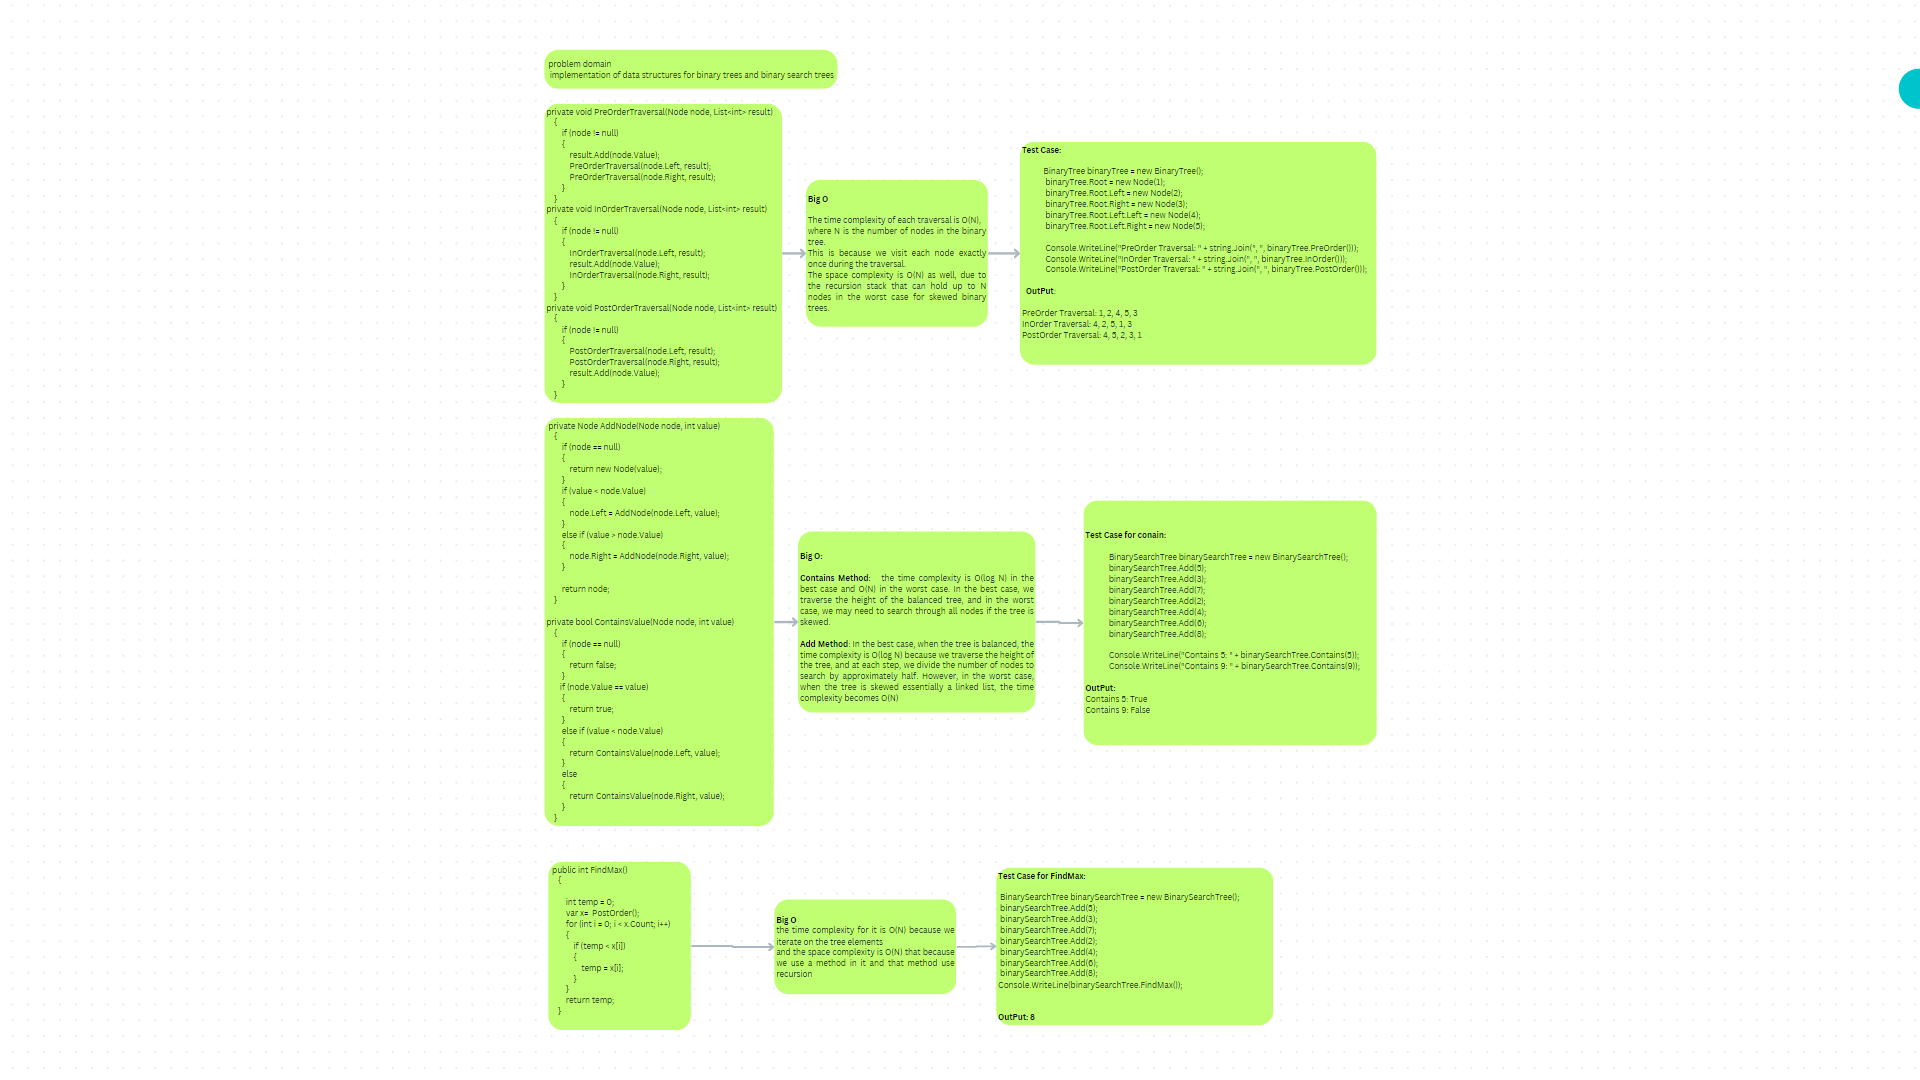 problem domain
implementation of data structures for binary trees and binary search trees
private void PreOrderTraversal(Node node, List<int> result)
{
if (node != null)
{
result.Add(node.Value);
PreOrderTraversal(node.Left, result);
PreOrderTraversal(node.Right, result);
}
}
private void InOrderTraversal(Node node, List<int> result)
{
if (node != null)
{
InOrderTraversal(node.Left, result);
result.Add(node.Value);
InOrderTraversal(node.Right, result);
}
}
private void PostOrderTraversal(Node node, List<int> result)
{
if (node != null)
{
PostOrderTraversal(node.Left, result);
PostOrderTraversal(node.Right, result);
result.Add(node.Value);
}
}
Big O
The time complexity of each traversal is O(N),
where N is the number of nodes in the binary
tree.
This is because we visit each node exactly
once during the traversal.
The space complexity is O(N) as well, due to
the recursion stack that can hold up to N
nodes in the worst case for skewed binary
trees.
Test Case:
BinaryTree binaryTree = new BinaryTree();
binaryTree.Root = new Node(1);
binaryTree.Root.Left = new Node(2);
binaryTree.Root.Right = new Node(3);
binaryTree.Root.Left.Left = new Node(4);
binaryTree.Root.Left.Right = new Node(5);
Console.WriteLine("PreOrder Traversal: " + string.Join(", ", binaryTree.PreOrder()));
Console.WriteLine("InOrder Traversal: " + string.Join(", ", binaryTree.InOrder()));
Console.WriteLine("PostOrder Traversal: " + string.Join(", ", binaryTree.PostOrder()));
OutPut:
PreOrder Traversal: 1, 2, 4, 5, 3
InOrder Traversal: 4, 2, 5, 1, 3
PostOrder Traversal: 4, 5, 2, 3, 1
private Node AddNode(Node node, int value)
{
if (node == null)
{
return new Node(value);
}
if (value < node.Value)
{
node.Left = AddNode(node.Left, value);
}
else if (value > node.Value)
{
node.Right = AddNode(node.Right, value);
}
return node;
}
private bool ContainsValue(Node node, int value)
{
if (node == null)
{
return false;
}
if (node.Value == value)
{
return true;
}
else if (value < node.Value)
{
return ContainsValue(node.Left, value);
}
else
{
return ContainsValue(node.Right, value);
}
}
Big O:
Contains Method: the time complexity is O(log N) in the
best case and O(N) in the worst case. In the best case, we
traverse the height of the balanced tree, and in the worst
case, we may need to search through all nodes if the tree is
skewed.
Add Method: In the best case, when the tree is balanced, the
time complexity is O(log N) because we traverse the height of
the tree, and at each step, we divide the number of nodes to
search by approximately half. However, in the worst case,
when the tree is skewed essentially a linked list, the time
complexity becomes O(N)
Test Case for conain:
BinarySearchTree binarySearchTree = new BinarySearchTree();
binarySearchTree.Add(5);
binarySearchTree.Add(3);
binarySearchTree.Add(7);
binarySearchTree.Add(2);
binarySearchTree.Add(4);
binarySearchTree.Add(6);
binarySearchTree.Add(8);
Console.WriteLine("Contains 5: " + binarySearchTree.Contains(5));
Console.WriteLine("Contains 9: " + binarySearchTree.Contains(9));
OutPut:
Contains 5: True
Contains 9: False
public int FindMax()
{
int temp = 0;
var x= PostOrder();
for (int i = 0; i < x.Count; i++)
{
if (temp < x[i])
{
temp = x[i];
}
}
return temp;
}
Big O
the time complexity for it is O(N) because we
iterate on the tree elements
and the space complexity is O(N) that because
we use a method in it and that method use
recursion
Test Case for FindMax:
BinarySearchTree binarySearchTree = new BinarySearchTree();
binarySearchTree.Add(5);
binarySearchTree.Add(3);
binarySearchTree.Add(7);
binarySearchTree.Add(2);
binarySearchTree.Add(4);
binarySearchTree.Add(6);
binarySearchTree.Add(8);
Console.WriteLine(binarySearchTree.FindMax());
OutPut: 8